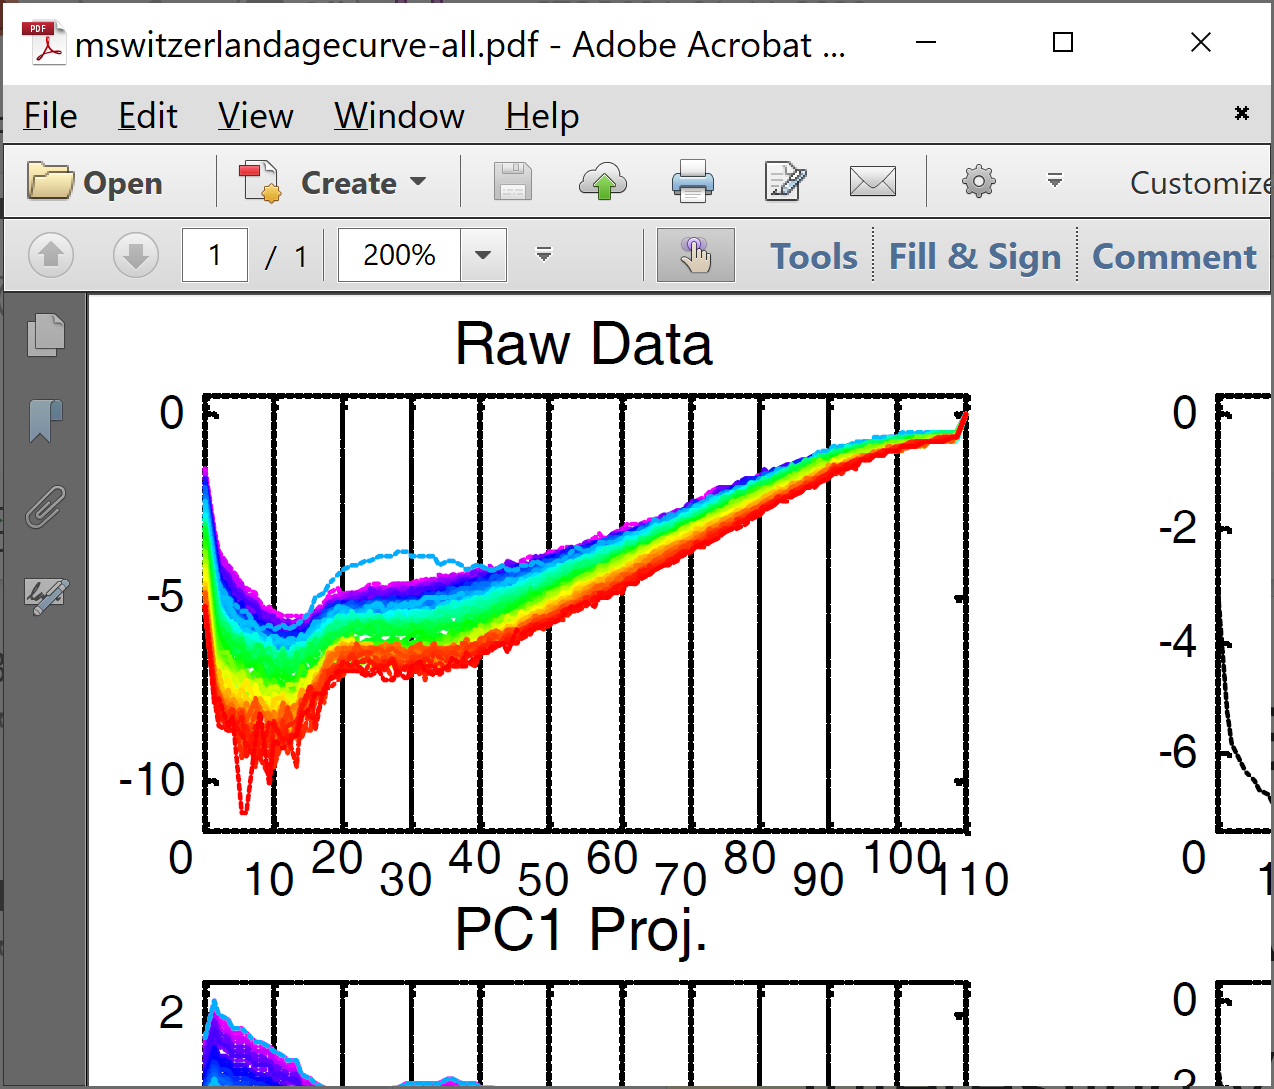 mswitzerlandagecurve-all.pdf - Adobe Acrobat ...
File Edit View Window Help
Open Create Customize
1 / 1 200% Tools Fill & Sign Comment
Raw Data
0
-5
-10
0 10 20 30 40 50 60 70 80 90 100 110
0
-2
-4
-6
0 1
PC1 Proj.
2
0